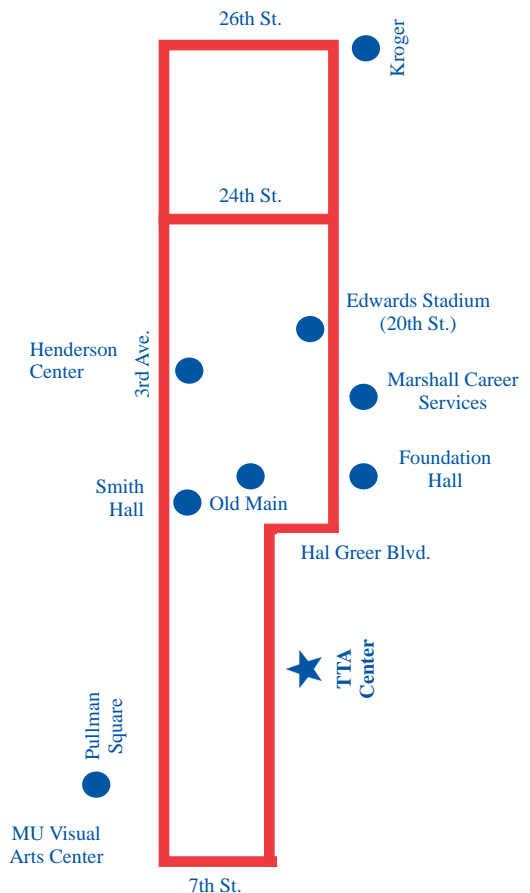 26th St.
Kroger
24th St.
Edwards Stadium
(20th St.)
3rd Ave.
Henderson
Center
Marshall Career
Services
Foundation
Hall
Smith
Hall
Old Main
Hal Greer Blvd.
TTA
Center
Pullman
Square
MU Visual
Arts Center
7th St.